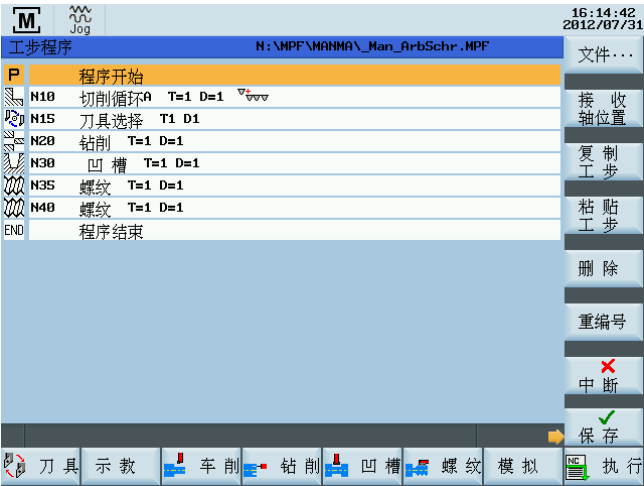 M
Jog
16:14:42
2012/07/31
工步程序 N:\MPF\MANMA\_Man_ArbSchr.MPF
P 程序开始
N10 切削循环A T=1 D=1
N15 刀具选择 T1 D1
N20 钻削 T=1 D=1
N30 凹槽 T=1 D=1
N35 螺纹 T=1 D=1
N40 螺纹 T=1 D=1
END 程序结束
文件···
接 收
轴位置
复 制
工 步
粘 贴
工 步
删 除
重编号
中 断
保 存
刀 具 示 教 车 削 钻 削 凹 槽 螺 纹 模 拟 NC 执 行